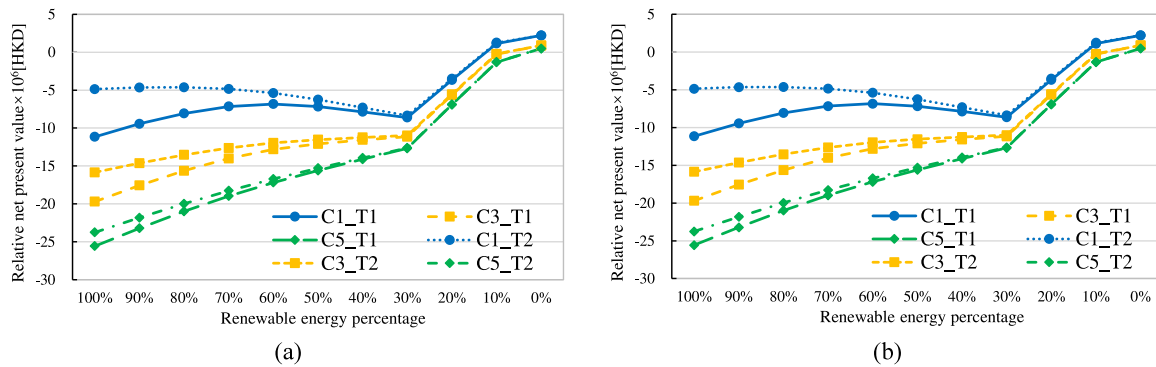 Relative net present value×10⁶[HKD]
5
0
-5
-10
-15
-20
-25
-30
C1_T1
C3_T1
C5_T1
C1_T2
C3_T2
C5_T2
100% 90% 80% 70% 60% 50% 40% 30% 20% 10% 0%
Renewable energy percentage
(a)
Relative net present value×10⁶[HKD]
5
0
-5
-10
-15
-20
-25
-30
C1_T1
C3_T1
C5_T1
C1_T2
C3_T2
C5_T2
100% 90% 80% 70% 60% 50% 40% 30% 20% 10% 0%
Renewable energy percentage
(b)